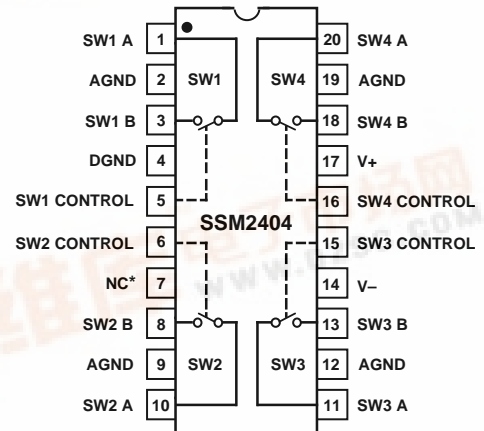 SW1 A 1 20 SW4 A
AGND 2 SW1 SW4 19 AGND
SW1 B 3 18 SW4 B
DGND 4 17 V+
SW1 CONTROL 5 16 SW4 CONTROL
SSM2404
SW2 CONTROL 6 15 SW3 CONTROL
NC* 7 14 V–
SW2 B 8 13 SW3 B
AGND 9 SW2 SW3 12 AGND
SW2 A 10 11 SW3 A